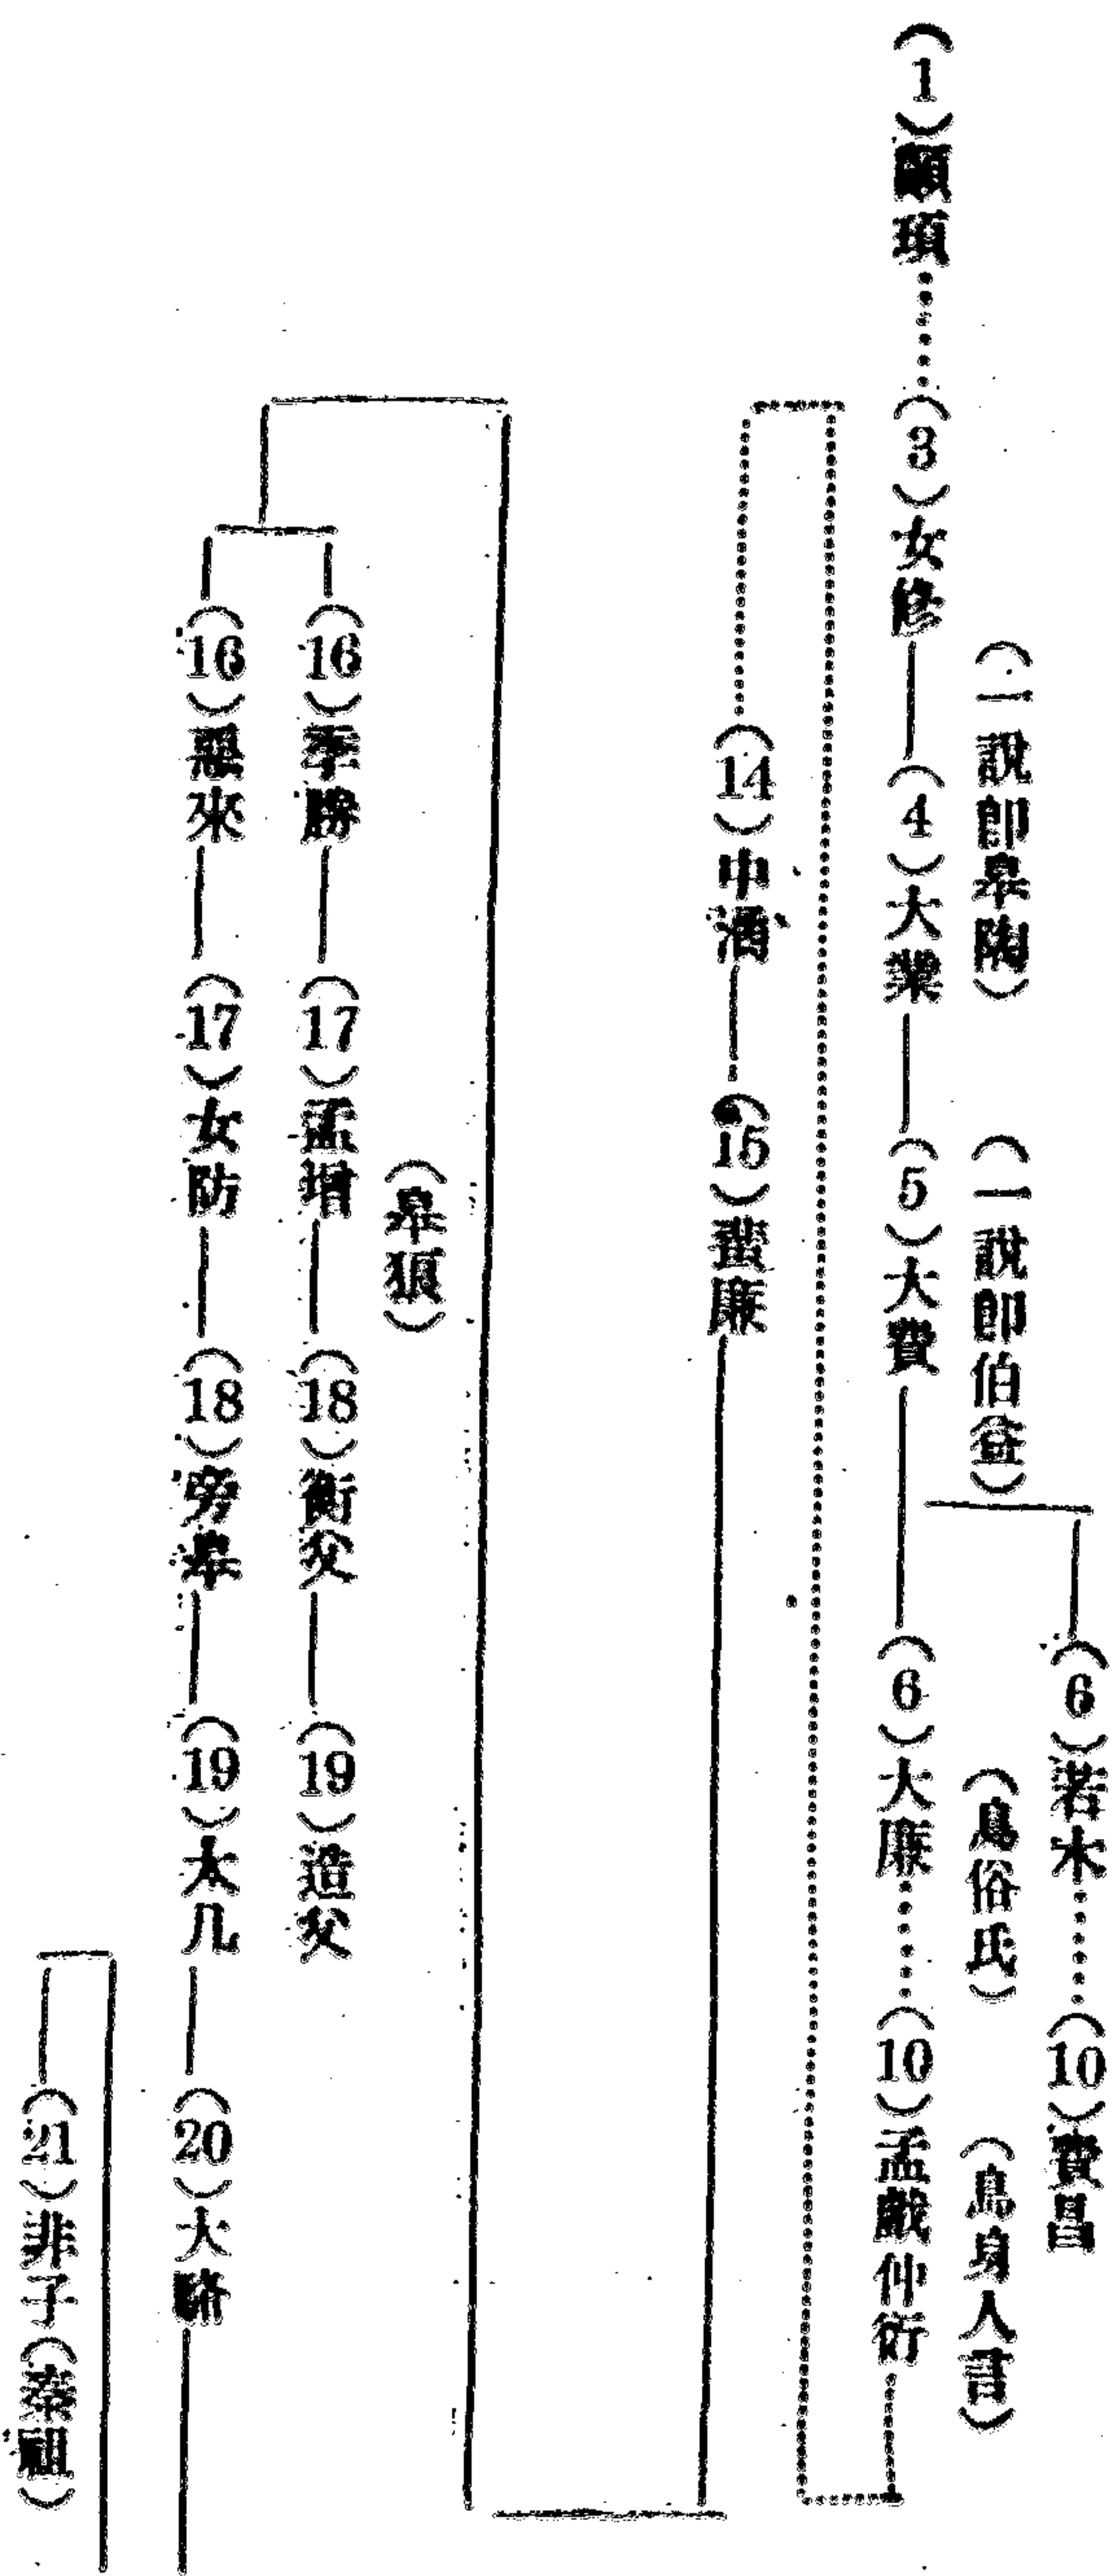 (6)若木……(10)費昌
(一說即皋陶)
(一說即伯益)
(鳥俗氏)
(鳥身人言)
(1)顓頊……(3)女修—(4)大業—(5)大費—(6)大廉……(10)孟戲仲衍
(14)中潏—(15)蜚廉
(皋狼)
(16)季勝—(17)孟增—(18)衡父—(19)造父
(16)惡來—(17)女防—(18)旁皋—(19)太几—(20)大駱
(21)非子(秦祖)